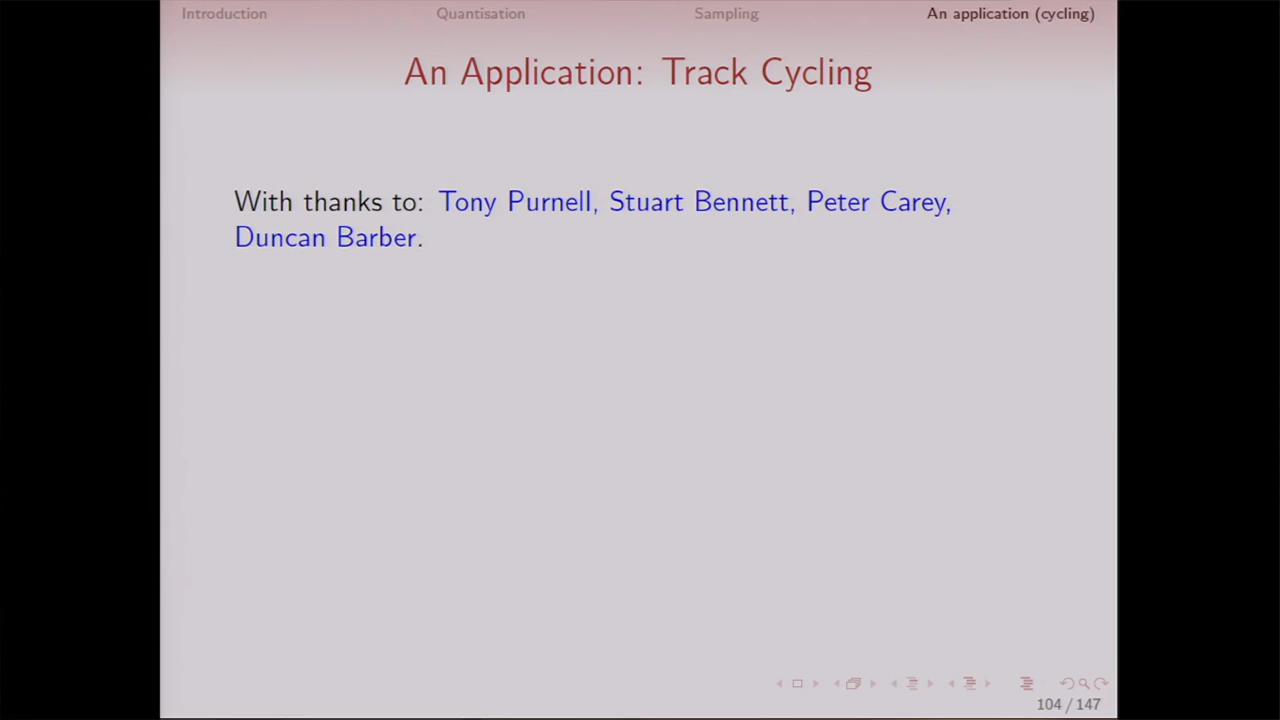 Introduction Quantisation Sampling An application (cycling)
An Application: Track Cycling
With thanks to: Tony Purnell, Stuart Bennett, Peter Carey,
Duncan Barber.
104 / 147